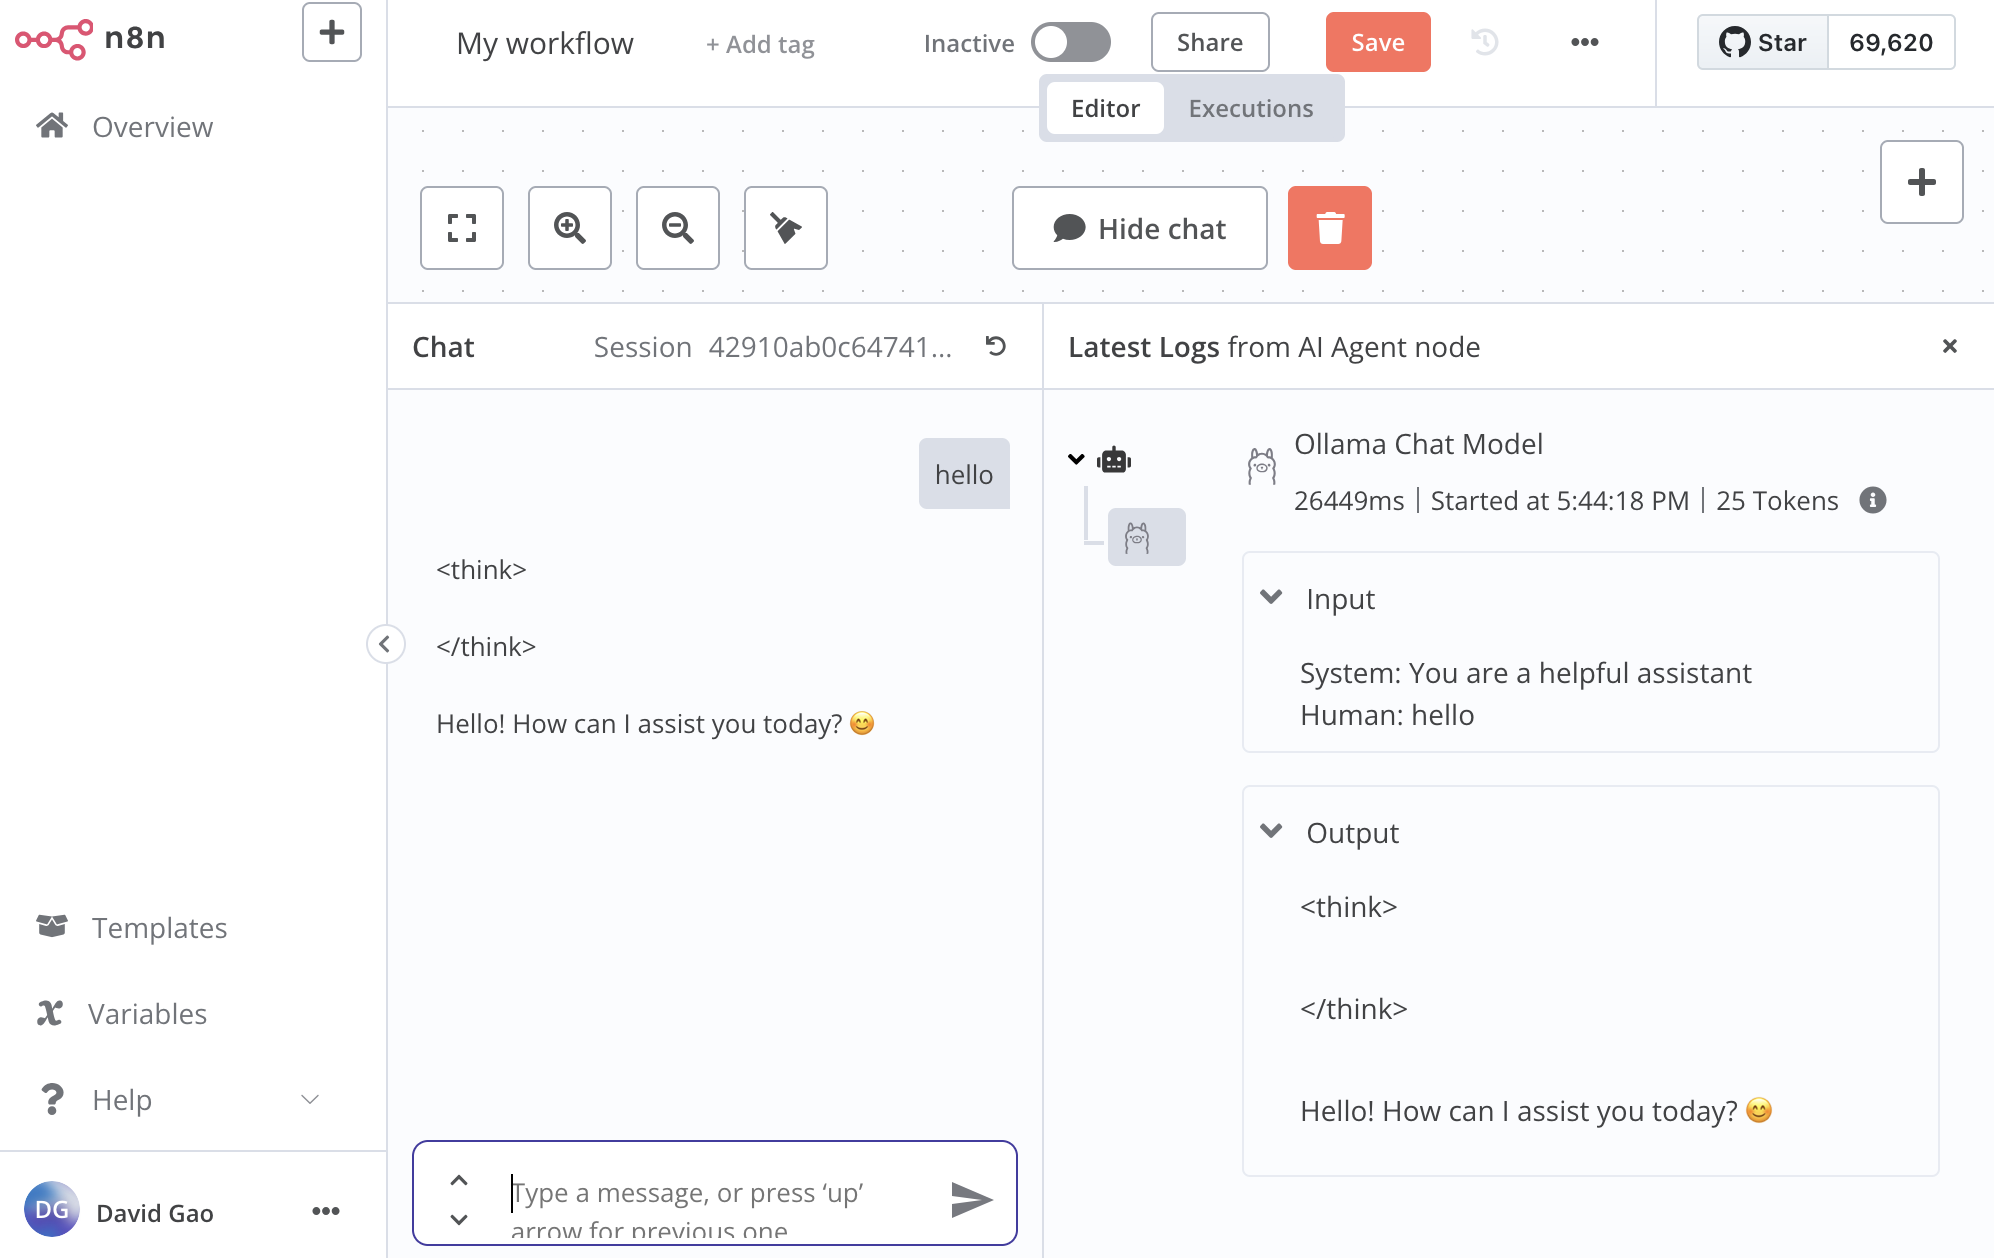 n8n
My workflow
+ Add tag
Inactive
Share
Save
Star
69,620
Editor
Executions
Overview
Hide chat
Chat
Session 42910ab0c64741...
Latest Logs from AI Agent node
hello
<think>
</think>
Hello! How can I assist you today? 😊
Ollama Chat Model
26449ms | Started at 5:44:18 PM | 25 Tokens
Input
System: You are a helpful assistant
Human: hello
Output
<think>
</think>
Hello! How can I assist you today? 😊
Templates
Variables
Help
DG
David Gao
Type a message, or press ‘up’
arrow for previous one